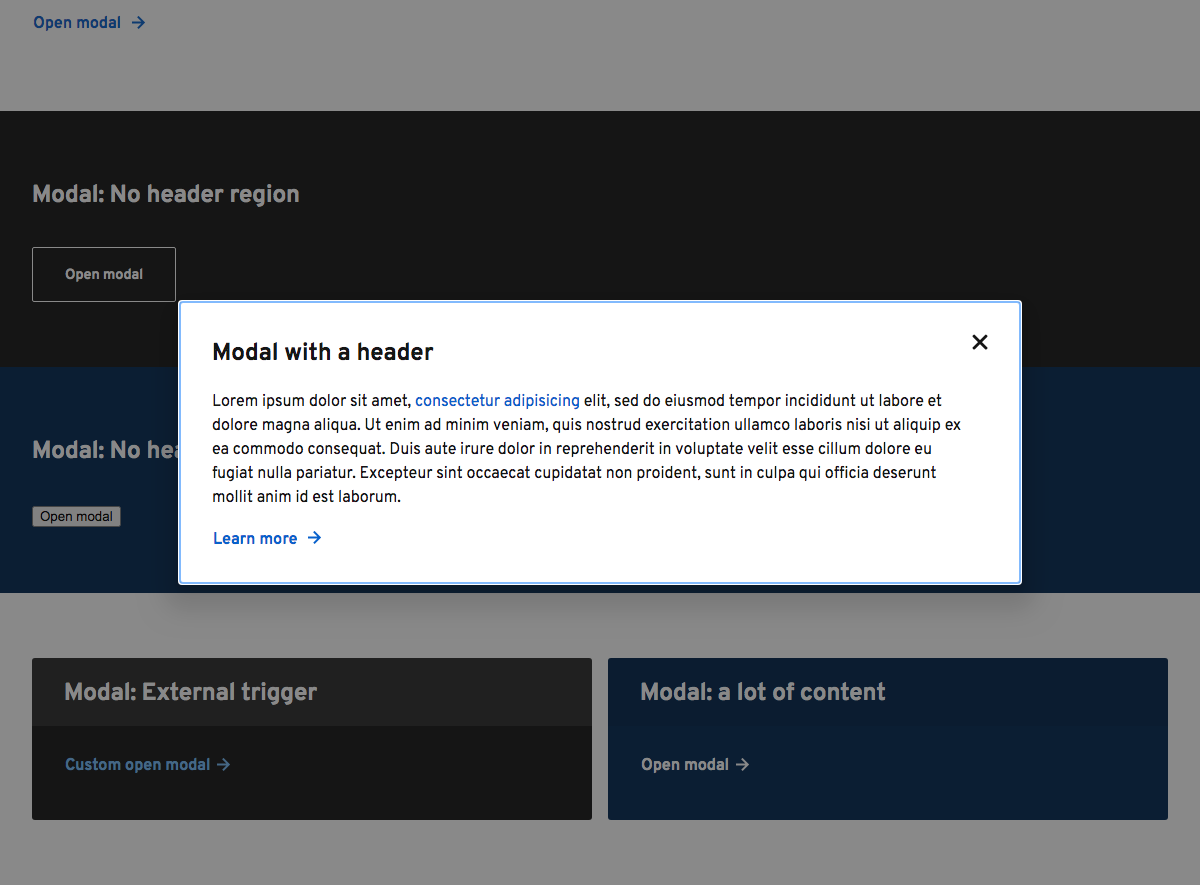 Open modal
Modal: No header region
Open modal
Modal with a header
Lorem ipsum dolor sit amet, consectetur adipisicing elit, sed do eiusmod tempor incididunt ut labore et
dolore magna aliqua. Ut enim ad minim veniam, quis nostrud exercitation ullamco laboris nisi ut aliquip ex
ea commodo consequat. Duis aute irure dolor in reprehenderit in voluptate velit esse cillum dolore eu
fugiat nulla pariatur. Excepteur sint occaecat cupidatat non proident, sunt in culpa qui officia deserunt
mollit anim id est laborum.
Learn more
Modal: No hea
Open modal
Modal: External trigger
Custom open modal
Modal: a lot of content
Open modal